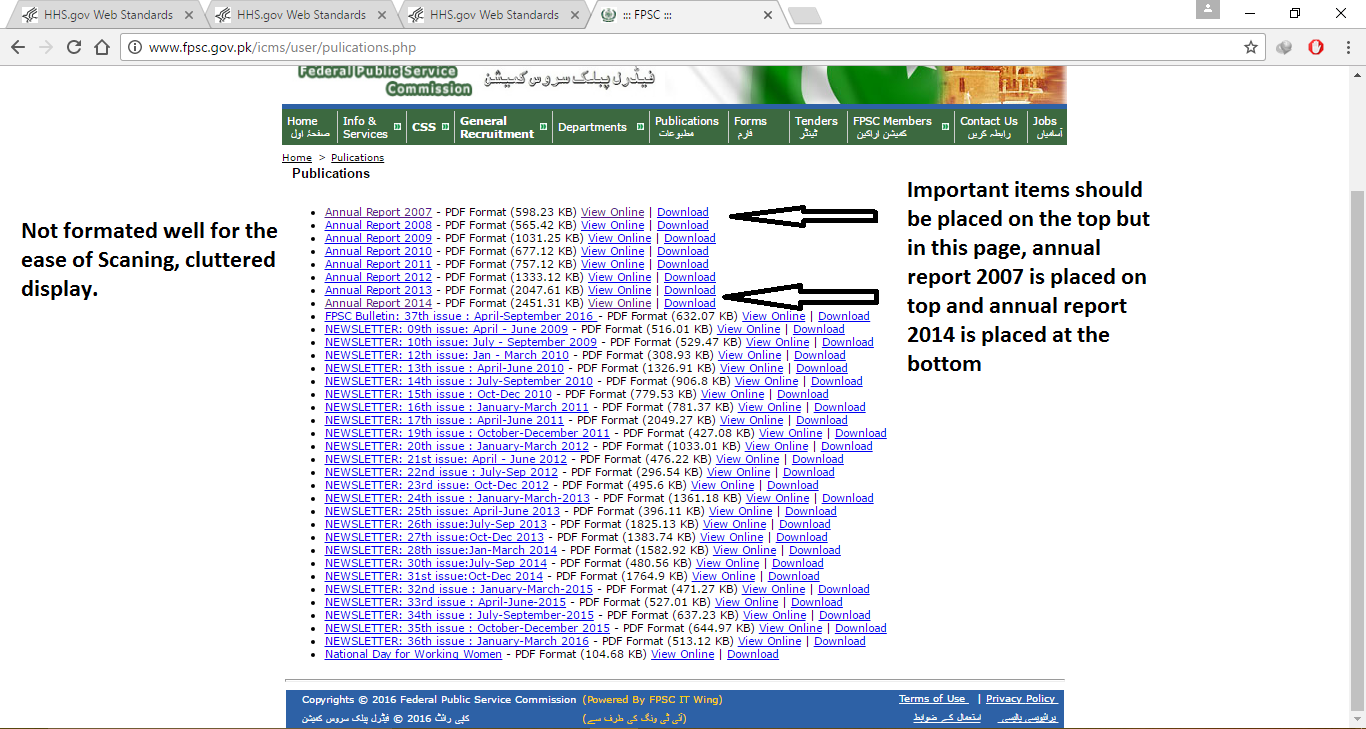 HHS.gov Web Standards
HHS.gov Web Standards
HHS.gov Web Standards
::: FPSC :::
www.fpsc.gov.pk/icms/user/pulications.php
Federal Public Service
Commission
فیڈرل پبلک سروس کمیشن
Home
صفحۂ اول
Info &
Services
CSS
General
Recruitment
Departments
Publications
مطبوعات
Forms
فارم
Tenders
ٹینڈر
FPSC Members
کمیشن اراکین
Contact Us
رابطہ کریں
Jobs
آسامیاں
Home > Pulications
Publications
Not formated well for the
ease of Scaning, cluttered
display.
Annual Report 2007 - PDF Format (598.23 KB) View Online | Download
Annual Report 2008 - PDF Format (565.42 KB) View Online | Download
Annual Report 2009 - PDF Format (1031.25 KB) View Online | Download
Annual Report 2010 - PDF Format (677.12 KB) View Online | Download
Annual Report 2011 - PDF Format (757.12 KB) View Online | Download
Annual Report 2012 - PDF Format (1333.12 KB) View Online | Download
Annual Report 2013 - PDF Format (2047.61 KB) View Online | Download
Annual Report 2014 - PDF Format (2451.31 KB) View Online | Download
FPSC Bulletin: 37th issue : April-September 2016 - PDF Format (632.07 KB) View Online | Download
NEWSLETTER: 09th issue: April - June 2009 - PDF Format (516.01 KB) View Online | Download
NEWSLETTER: 10th issue: July - September 2009 - PDF Format (529.47 KB) View Online | Download
NEWSLETTER: 12th issue: Jan - March 2010 - PDF Format (308.93 KB) View Online | Download
NEWSLETTER: 13th issue : April-June 2010 - PDF Format (1326.91 KB) View Online | Download
NEWSLETTER: 14th issue : July-September 2010 - PDF Format (906.8 KB) View Online | Download
NEWSLETTER: 15th issue : Oct-Dec 2010 - PDF Format (779.53 KB) View Online | Download
NEWSLETTER: 16th issue : January-March 2011 - PDF Format (781.37 KB) View Online | Download
NEWSLETTER: 17th issue : April-June 2011 - PDF Format (2049.27 KB) View Online | Download
NEWSLETTER: 19th issue : October-December 2011 - PDF Format (427.08 KB) View Online | Download
NEWSLETTER: 20th issue : January-March 2012 - PDF Format (1033.01 KB) View Online | Download
NEWSLETTER: 21st issue: April - June 2012 - PDF Format (476.22 KB) View Online | Download
NEWSLETTER: 22nd issue : July-Sep 2012 - PDF Format (296.54 KB) View Online | Download
NEWSLETTER: 23rd issue: Oct-Dec 2012 - PDF Format (495.6 KB) View Online | Download
NEWSLETTER: 24th issue : January-March-2013 - PDF Format (1361.18 KB) View Online | Download
NEWSLETTER: 25th issue: April-June 2013 - PDF Format (396.11 KB) View Online | Download
NEWSLETTER: 26th issue:July-Sep 2013 - PDF Format (1825.13 KB) View Online | Download
NEWSLETTER: 27th issue:Oct-Dec 2013 - PDF Format (1383.74 KB) View Online | Download
NEWSLETTER: 28th issue:Jan-March 2014 - PDF Format (1582.92 KB) View Online | Download
NEWSLETTER: 30th issue:July-Sep 2014 - PDF Format (480.56 KB) View Online | Download
NEWSLETTER: 31st issue:Oct-Dec 2014 - PDF Format (1764.9 KB) View Online | Download
NEWSLETTER: 32nd issue : January-March-2015 - PDF Format (471.27 KB) View Online | Download
NEWSLETTER: 33rd issue : April-June-2015 - PDF Format (527.01 KB) View Online | Download
NEWSLETTER: 34th issue : July-September-2015 - PDF Format (637.23 KB) View Online | Download
NEWSLETTER: 35th issue : October-December 2015 - PDF Format (644.97 KB) View Online | Download
NEWSLETTER: 36th issue : January-March 2016 - PDF Format (513.12 KB) View Online | Download
National Day for Working Women - PDF Format (104.68 KB) View Online | Download
Important items should
be placed on the top but
in this page, annual
report 2007 is placed on
top and annual report
2014 is placed at the
bottom
Copyrights © 2016 Federal Public Service Commission (Powered By FPSC IT Wing)
Terms of Use | Privacy Policy
کاپی رائٹ 2016 © فیڈرل پبلک سروس کمیشن
(آئی ٹی ونگ کی طرف سے)
استعمال کے ضوابط
پرائیویسی پالیسی